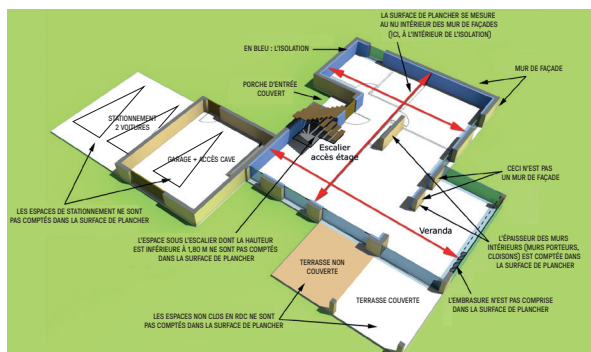 LA SURFACE DE PLANCHER SE MESURE
AU NU INTÉRIEUR DES MUR DE FAÇADES
(ICI, À L'INTÉRIEUR DE L'ISOLATION)
EN BLEU : L'ISOLATION
MUR DE FAÇADE
PORCHE D'ENTRÉE
COUVERT
STATIONNEMENT
2 VOITURES
GARAGE + ACCÈS CAVE
Escalier
accès étage
CECI N'EST PAS
UN MUR DE FAÇADE
LES ESPACES DE STATIONNEMENT NE SONT
PAS COMPTÉS DANS LA SURFACE DE PLANCHER
L'ESPACE SOUS L'ESCALIER DONT LA HAUTEUR
EST INFÉRIEURE À 1,80 M NE SONT PAS COMPTÉS
DANS LA SURFACE DE PLANCHER
Veranda
L'ÉPAISSEUR DES MURS
INTÉRIEURS (MURS PORTEURS,
CLOISONS) EST COMPTÉE DANS
LA SURFACE DE PLANCHER
TERRASSE NON
COUVERTE
TERRASSE COUVERTE
L'EMBRASURE N'EST PAS COMPRISE
DANS LA SURFACE DE PLANCHER
LES ESPACES NON CLOS EN RDC NE SONT
PAS COMPTÉS DANS LA SURFACE DE PLANCHER